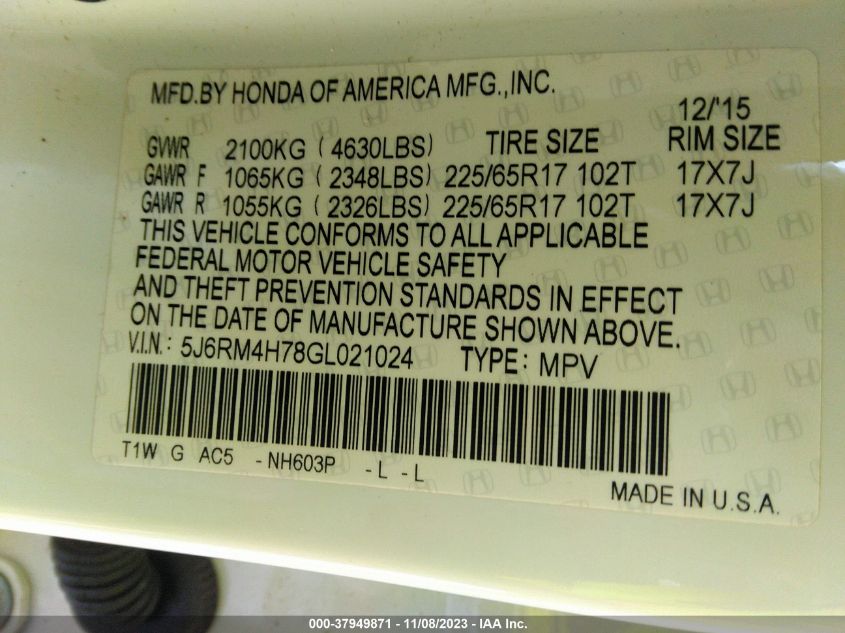 MFD.BY HONDA OF AMERICA MFG.,INC.
12/'15
GVWR 2100KG (4630LBS) TIRE SIZE RIM SIZE
GAWR F 1065KG (2348LBS) 225/65R17 102T 17X7J
GAWR R 1055KG (2326LBS) 225/65R17 102T 17X7J
THIS VEHICLE CONFORMS TO ALL APPLICABLE
FEDERAL MOTOR VEHICLE SAFETY
AND THEFT PREVENTION STANDARDS IN EFFECT
ON THE DATE OF MANUFACTURE SHOWN ABOVE.
V.I.N.: 5J6RM4H78GL021024 TYPE: MPV
T1W G AC5 -NH603P -L -L
MADE IN U.S.A.
000-37949871 - 11/08/2023 - IAA Inc.